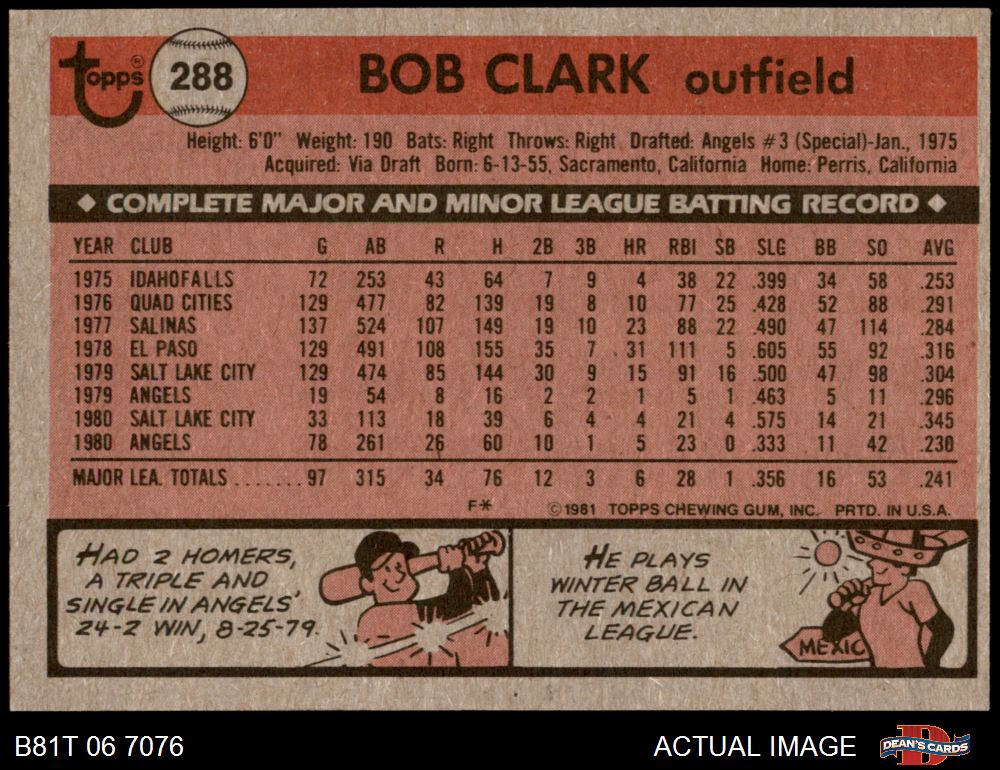 topps® 288 BOB CLARK outfield
Height: 6'0" Weight: 190 Bats: Right Throws: Right Drafted: Angels #3 (Special)-Jan., 1975
Acquired: Via Draft Born: 6-13-55, Sacramento, California Home: Perris, California
◆ COMPLETE MAJOR AND MINOR LEAGUE BATTING RECORD ◆
YEAR CLUB G AB R H 2B 3B HR RBI SB SLG BB SO AVG
1975 IDAHOFALLS 72 253 43 64 7 9 4 38 22 .399 34 58 .253
1976 QUAD CITIES 129 477 82 139 19 8 10 77 25 .428 52 88 .291
1977 SALINAS 137 524 107 149 19 10 23 88 22 .490 47 114 .284
1978 EL PASO 129 491 108 155 35 7 31 111 5 .605 55 92 .316
1979 SALT LAKE CITY 129 474 85 144 30 9 15 91 16 .500 47 98 .304
1979 ANGELS 19 54 8 16 2 2 1 5 1 .463 5 11 .296
1980 SALT LAKE CITY 33 113 18 39 6 4 4 21 4 .575 14 21 .345
1980 ANGELS 78 261 26 60 10 1 5 23 0 .333 11 42 .230
MAJOR LEA. TOTALS ....... 97 315 34 76 12 3 6 28 1 .356 16 53 .241
F* ©1981 TOPPS CHEWING GUM, INC. PRTD. IN U.S.A.
HAD 2 HOMERS,
A TRIPLE AND
SINGLE IN ANGELS'
24-2 WIN, 8-25-79.
HE PLAYS
WINTER BALL IN
THE MEXICAN
LEAGUE.
MEXIC
B81T 06 7076 ACTUAL IMAGE D DEAN'S CARDS